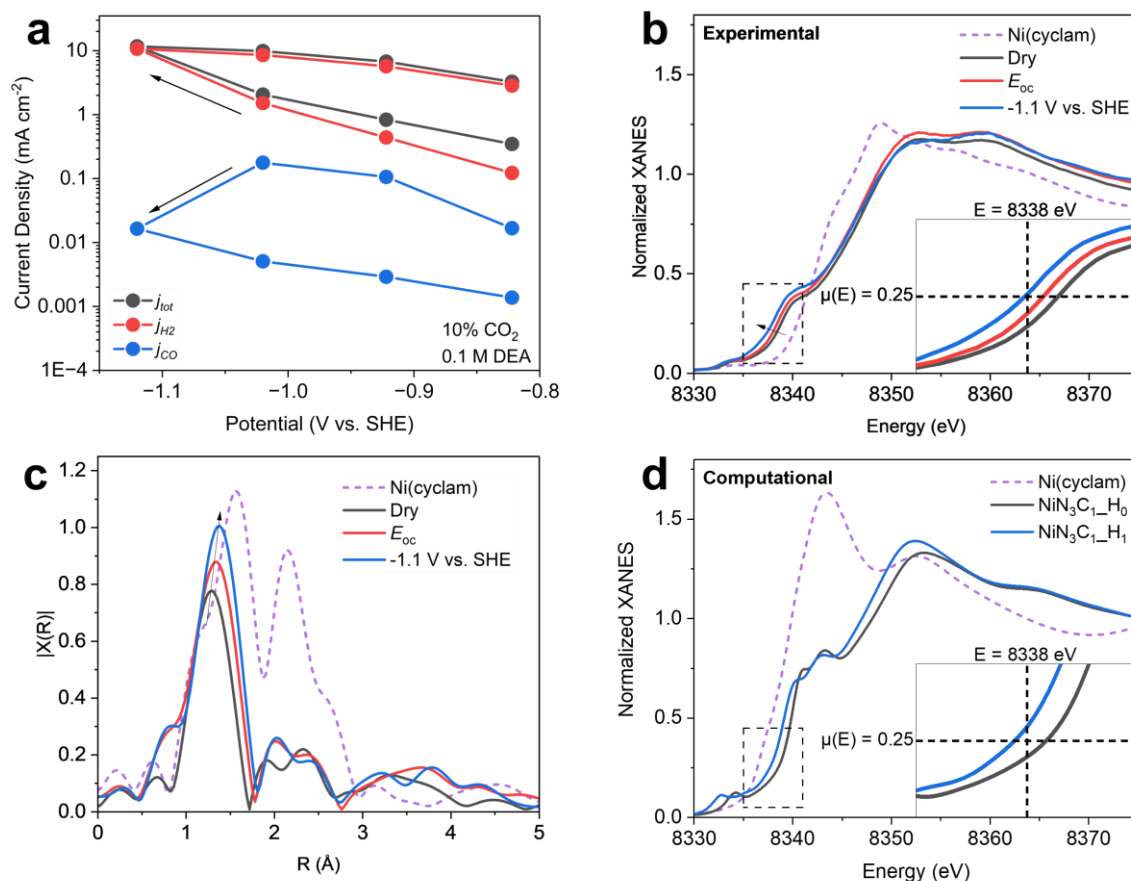 a
Current Density (mA cm⁻²)
10
1
0.1
0.01
0.001
1E−4
j_tot
j_H2
j_CO
10% CO₂
0.1 M DEA
−1.1
−1.0
−0.9
−0.8
Potential (V vs. SHE)
b
Experimental
Ni(cyclam)
Dry
E_oc
-1.1 V vs. SHE
Normalized XANES
1.5
1.0
0.5
0.0
E = 8338 eV
μ(E) = 0.25
8330
8340
8350
8360
8370
Energy (eV)
c
|X(R)|
1.2
1.0
0.8
0.6
0.4
0.2
0.0
Ni(cyclam)
Dry
E_oc
-1.1 V vs. SHE
0
1
2
3
4
5
R (Å)
d
Computational
Ni(cyclam)
NiN₃C₁_H₀
NiN₃C₁_H₁
Normalized XANES
1.5
1.0
0.5
0.0
E = 8338 eV
μ(E) = 0.25
8330
8340
8350
8360
8370
Energy (eV)